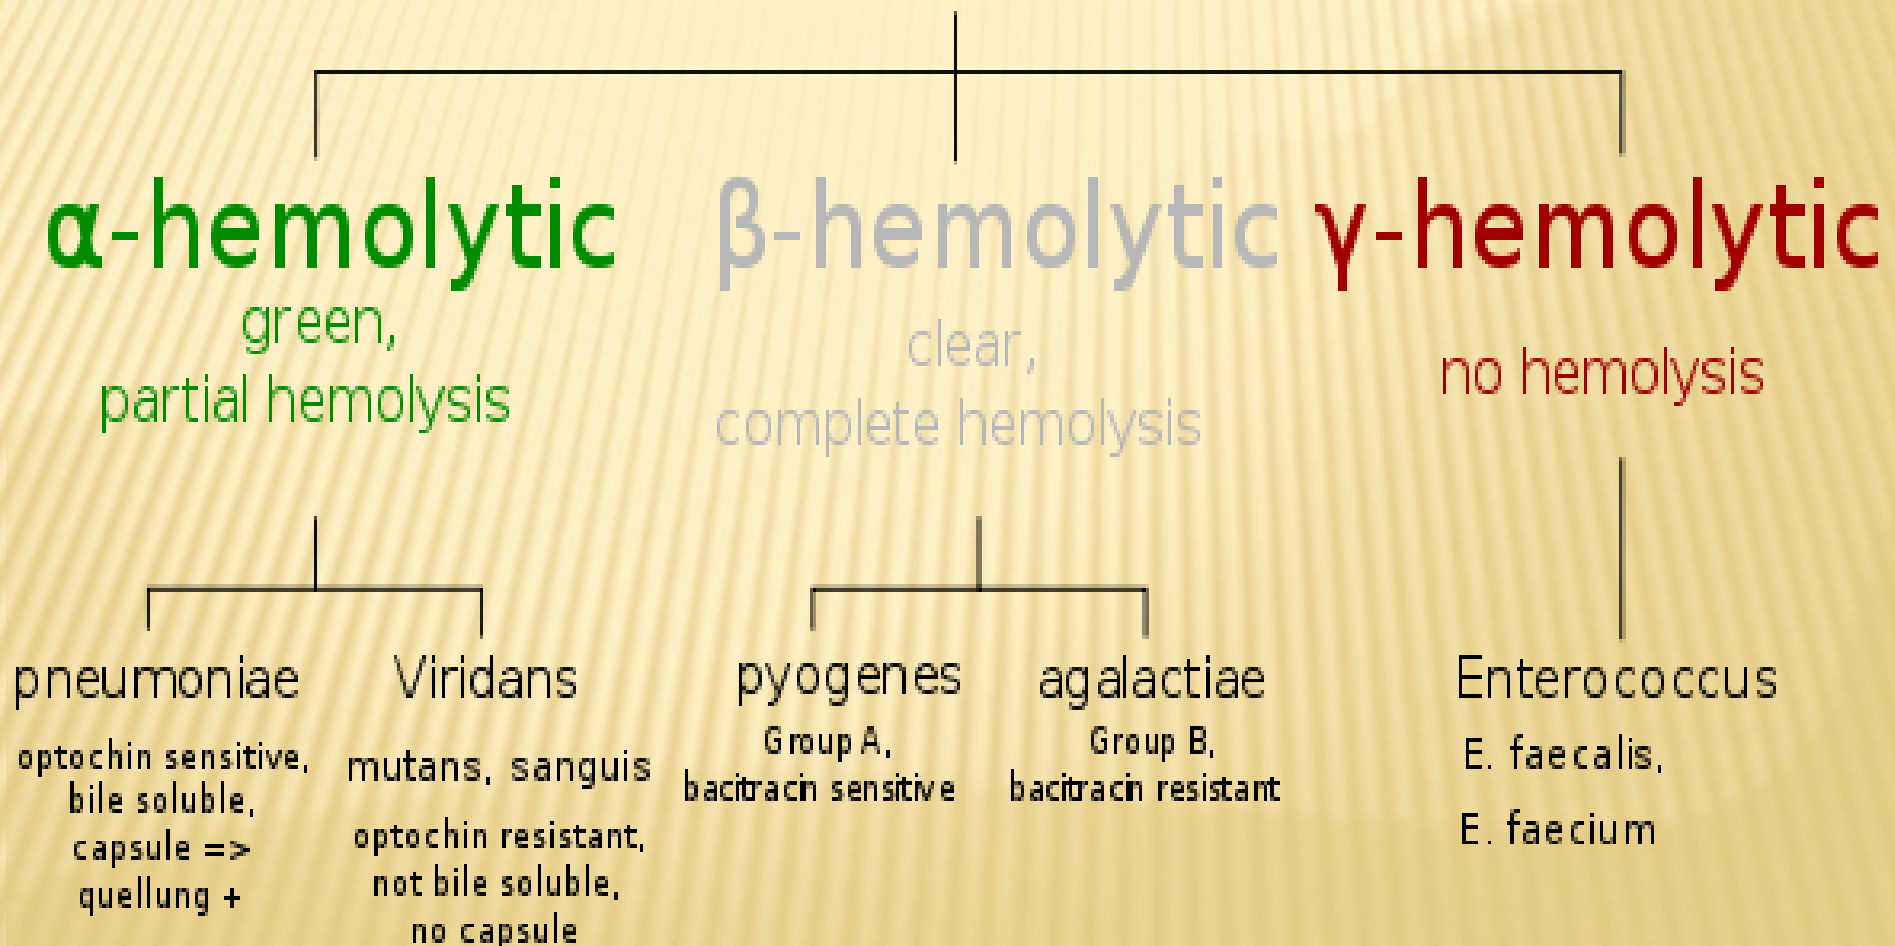 α-hemolytic
green,
partial hemolysis
β-hemolytic
clear,
complete hemolysis
γ-hemolytic
no hemolysis
pneumoniae
optochin sensitive,
bile soluble,
capsule =>
quellung +
Viridans
mutans, sanguis
optochin resistant,
not bile soluble,
no capsule
pyogenes
Group A,
bacitracin sensitive
agalactiae
Group B,
bacitracin resistant
Enterococcus
E. faecalis,
E. faecium